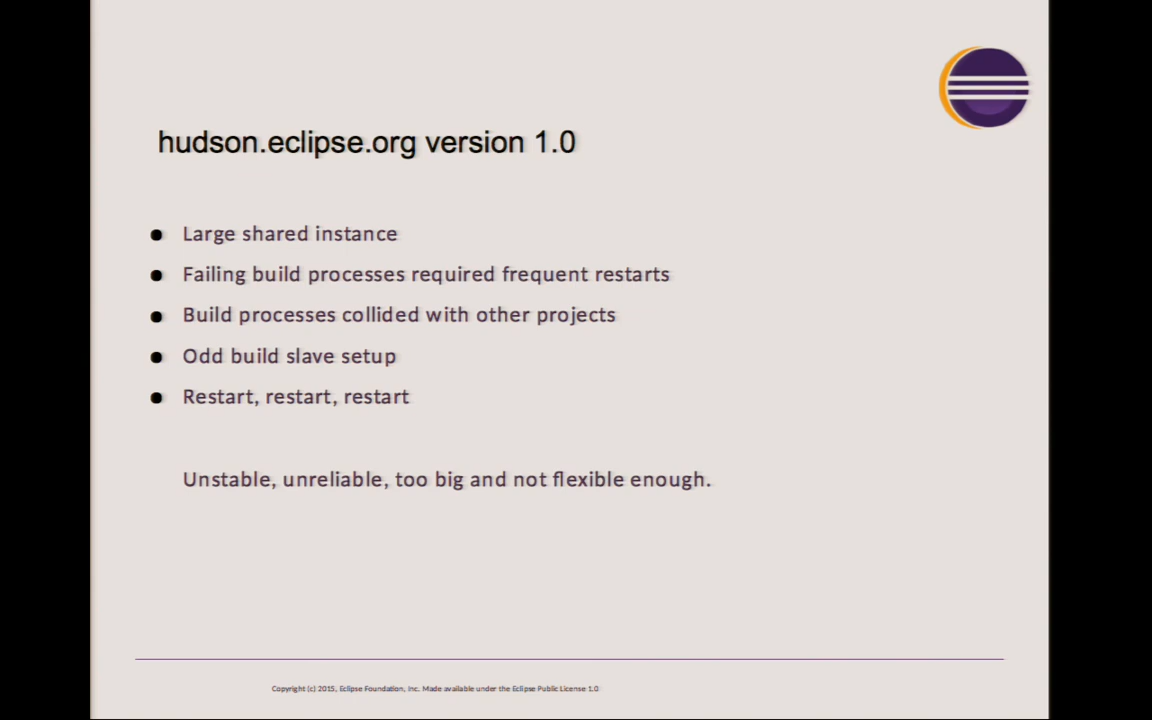 hudson.eclipse.org version 1.0
Large shared instance
Failing build processes required frequent restarts
Build processes collided with other projects
Odd build slave setup
Restart, restart, restart
Unstable, unreliable, too big and not flexible enough.
Copyright (c) 2015, Eclipse Foundation, Inc. Made available under the Eclipse Public License 1.0